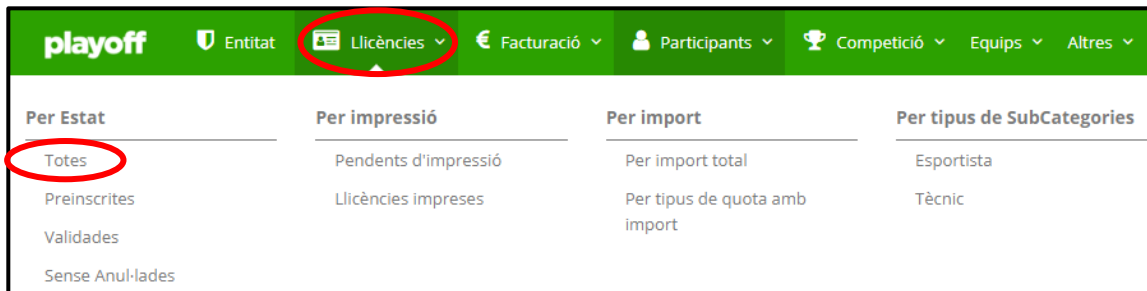 playoff Entitat Llicències Facturació Participants Competició Equips Altres
Per Estat
Totes
Preinscrites
Validades
Sense Anul·lades
Per impressió
Pendents d'impressió
Llicències impreses
Per import
Per import total
Per tipus de quota amb
import
Per tipus de SubCategories
Esportista
Tècnic